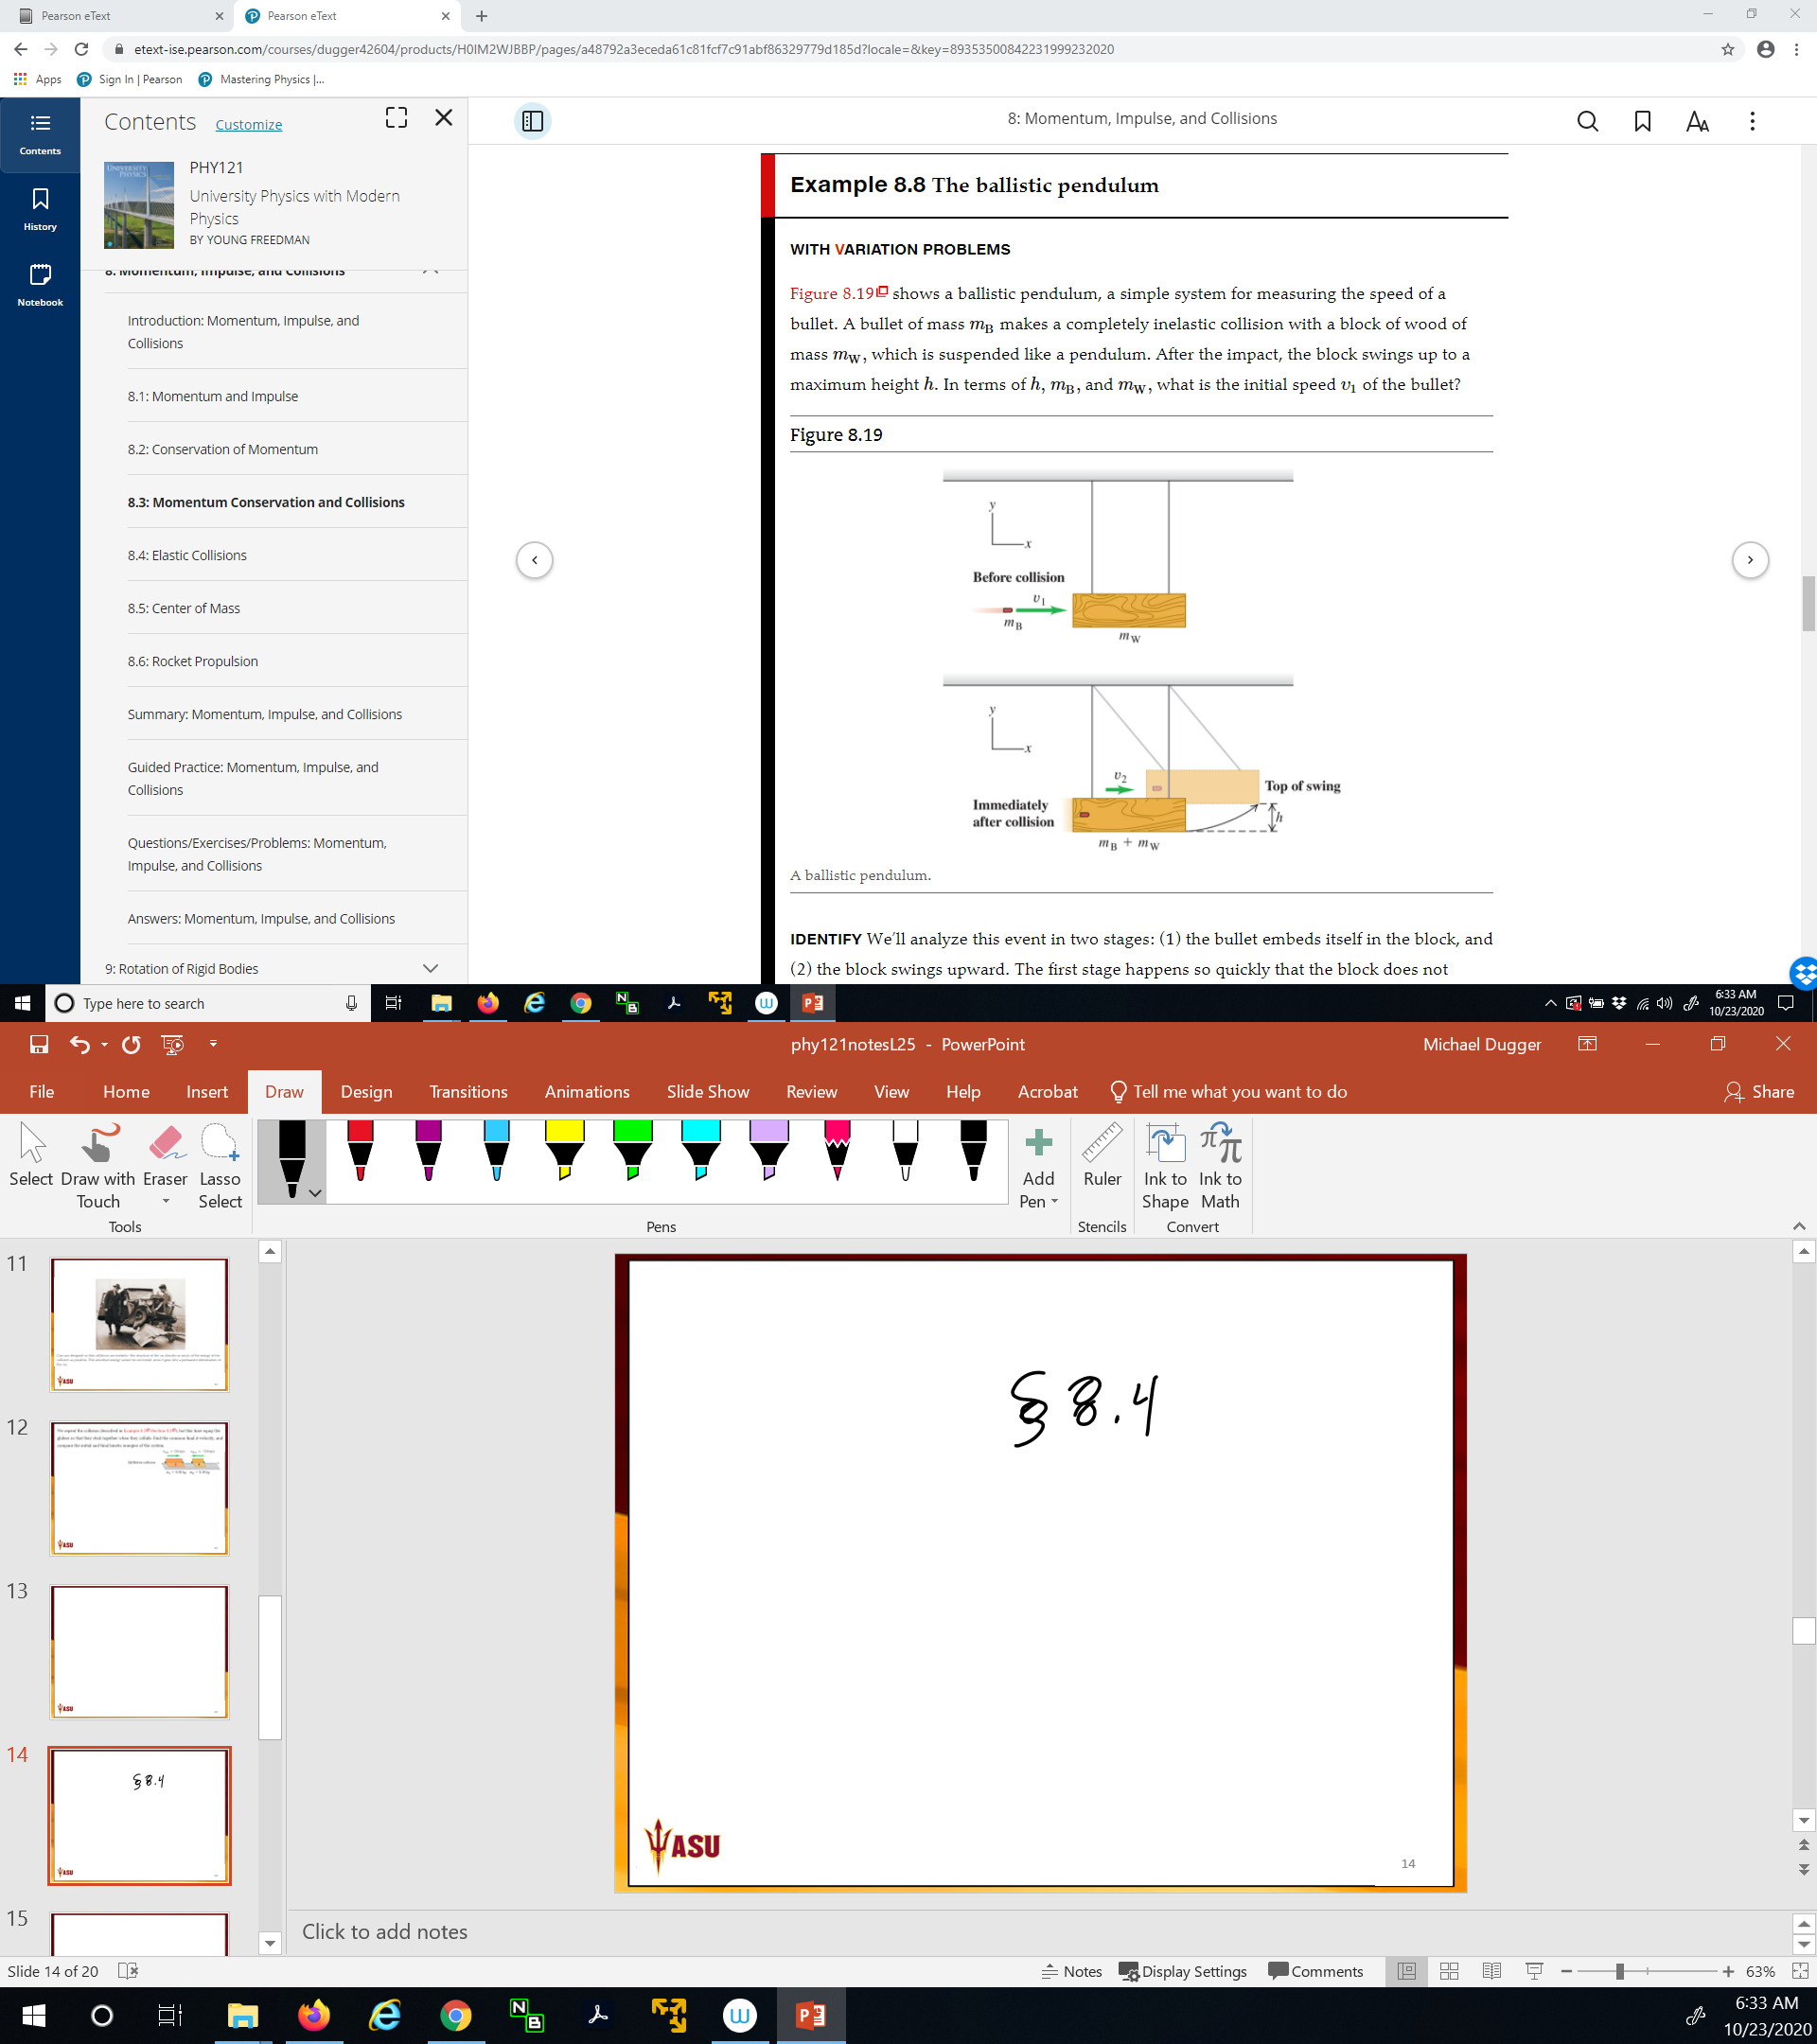 Pearson eText
Pearson eText
etext-ise.pearson.com/courses/dugger42604/products/H0IM2WJBBP/pages/a48792a3eceda61c81fcf7c91abf86329779d185d?locale=&key=89353500842231999232020
Apps Sign In | Pearson Mastering Physics |...
Contents
History
Notebook
Contents Customize
PHY121
University Physics with Modern
Physics
BY YOUNG FREEDMAN
8: Momentum, Impulse, and Collisions
Introduction: Momentum, Impulse, and
Collisions
8.1: Momentum and Impulse
8.2: Conservation of Momentum
8.3: Momentum Conservation and Collisions
8.4: Elastic Collisions
8.5: Center of Mass
8.6: Rocket Propulsion
Summary: Momentum, Impulse, and Collisions
Guided Practice: Momentum, Impulse, and
Collisions
Questions/Exercises/Problems: Momentum,
Impulse, and Collisions
Answers: Momentum, Impulse, and Collisions
9: Rotation of Rigid Bodies
8: Momentum, Impulse, and Collisions
Example 8.8 The ballistic pendulum
WITH VARIATION PROBLEMS
Figure 8.19 shows a ballistic pendulum, a simple system for measuring the speed of a
bullet. A bullet of mass mB makes a completely inelastic collision with a block of wood of
mass mW, which is suspended like a pendulum. After the impact, the block swings up to a
maximum height h. In terms of h, mB, and mW, what is the initial speed v1 of the bullet?
Figure 8.19
y
x
Before collision
v1
mB
mW
y
x
v2
Top of swing
Immediately
after collision
h
mB + mW
A ballistic pendulum.
IDENTIFY We'll analyze this event in two stages: (1) the bullet embeds itself in the block, and
(2) the block swings upward. The first stage happens so quickly that the block does not
Type here to search
6:33 AM
10/23/2020
phy121notesL25 - PowerPoint
Michael Dugger
File Home Insert Draw Design Transitions Animations Slide Show Review View Help Acrobat Tell me what you want to do Share
Select Draw with Touch Eraser Lasso Select
Tools
Pens
Add Pen
Ruler
Stencils
Ink to Shape Ink to Math
Convert
11
ASU
12
ASU
13
ASU
14
§8.4
ASU
15
§ 8.4
ASU
14
Click to add notes
Slide 14 of 20
Notes Display Settings Comments 63%
6:33 AM
10/23/2020